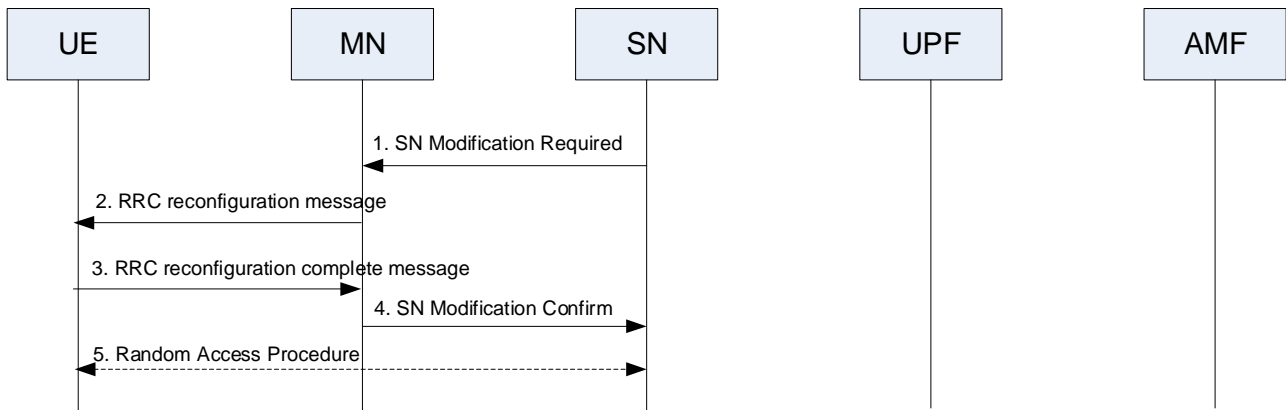 UE
MN
SN
UPF
AMF
1. SN Modification Required
2. RRC reconfiguration message
3. RRC reconfiguration complete message
4. SN Modification Confirm
5. Random Access Procedure